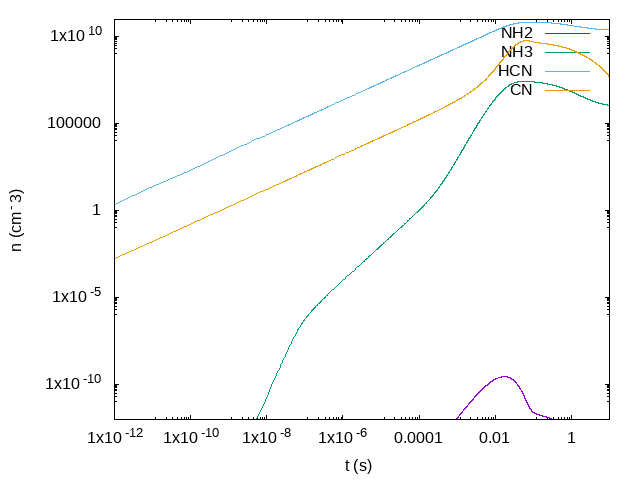 1x10^10
100000
1
1x10^-5
1x10^-10
n (cm^-3)
NH2
NH3
HCN
CN
1x10^-12
1x10^-10
1x10^-8
1x10^-6
0.0001
0.01
1
t (s)